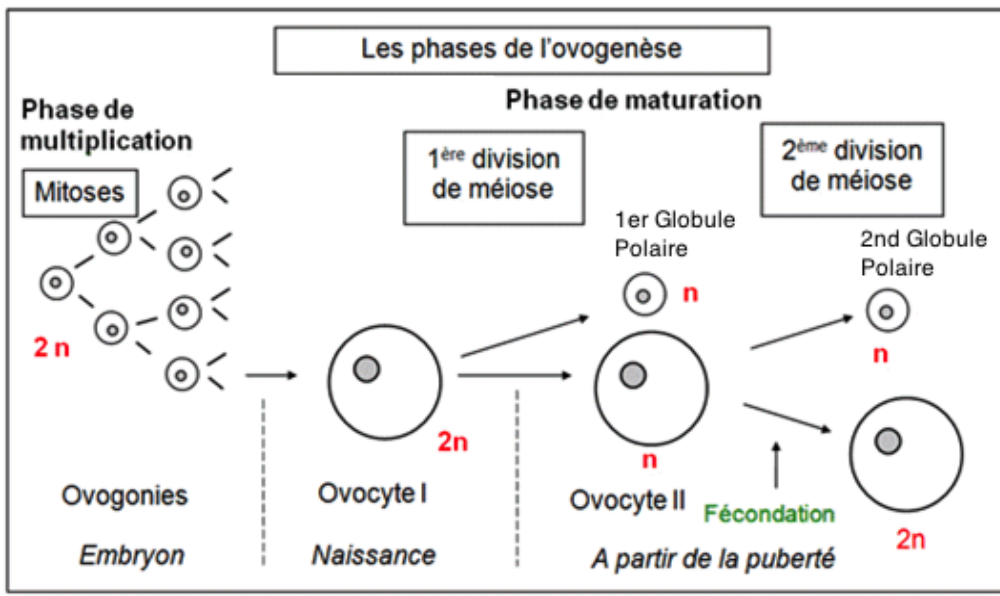 Les phases de l'ovogenèse
Phase de
multiplication
Phase de maturation
Mitoses
1ère division
de méiose
2ème division
de méiose
1er Globule
Polaire
2nd Globule
Polaire
n
2 n
n
2n
n
Ovogonies
Ovocyte I
Ovocyte II
Fécondation
2n
Embryon
Naissance
A partir de la puberté